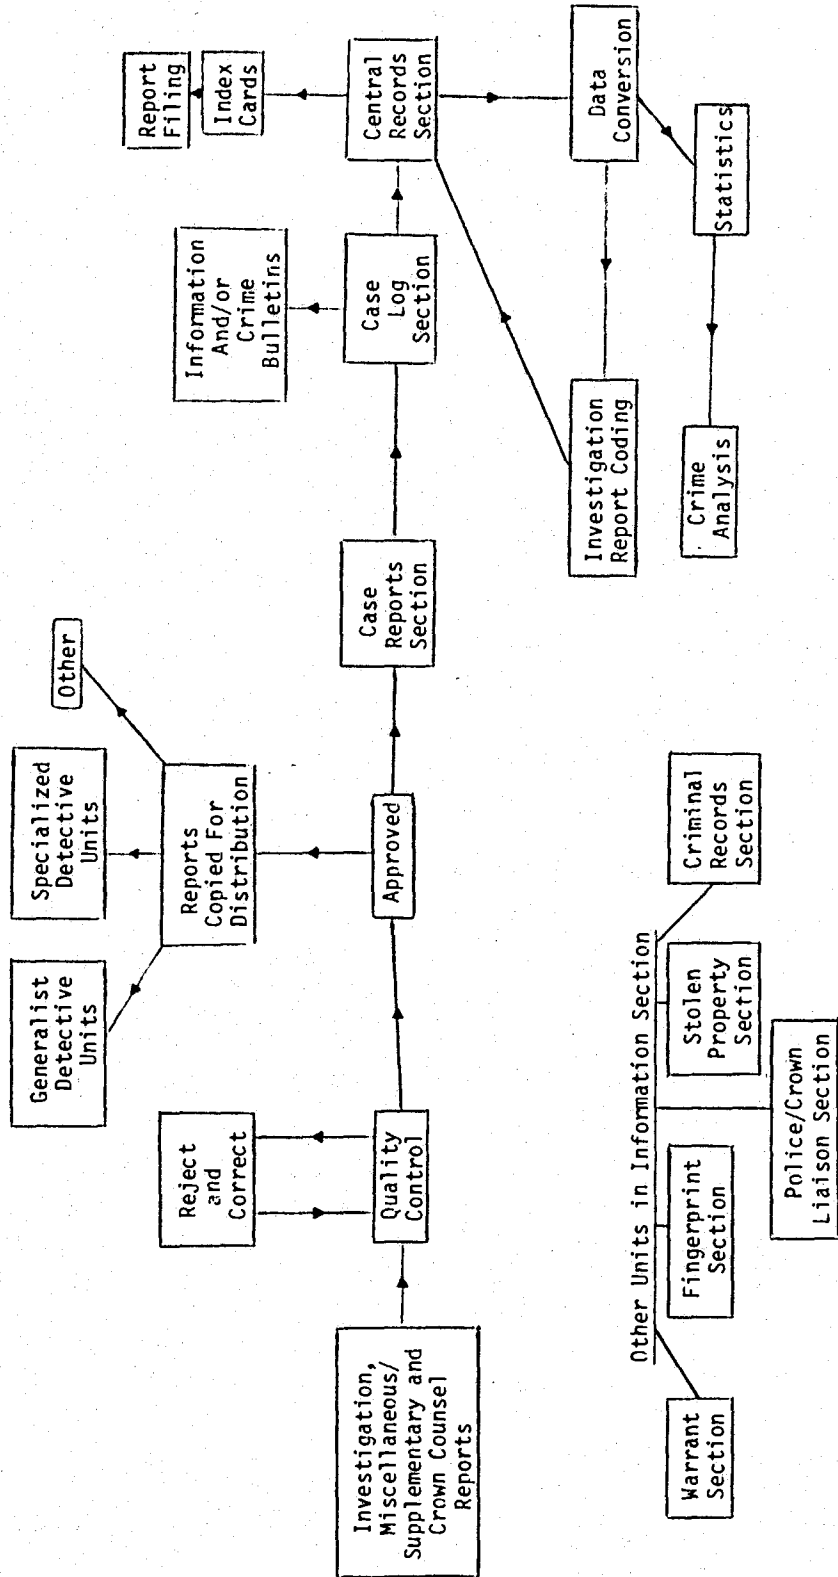 Investigation,
Miscellaneous/
Supplementary and
Crown Counsel
Reports
Reject
and
Correct
Quality
Control
Generalist
Detective
Units
Specialized
Detective
Units
Other
Reports
Copied For
Distribution
Approved
Case
Reports
Section
Information
And/or
Crime
Bulletins
Case
Log
Section
Report
Filing
Index
Cards
Central
Records
Section
Data
Conversion
Investigation
Report Coding
Statistics
Crime
Analysis
Other Units in Information Section
Warrant
Section
Fingerprint
Section
Police/Crown
Liaison Section
Stolen
Property
Section
Criminal
Records
Section